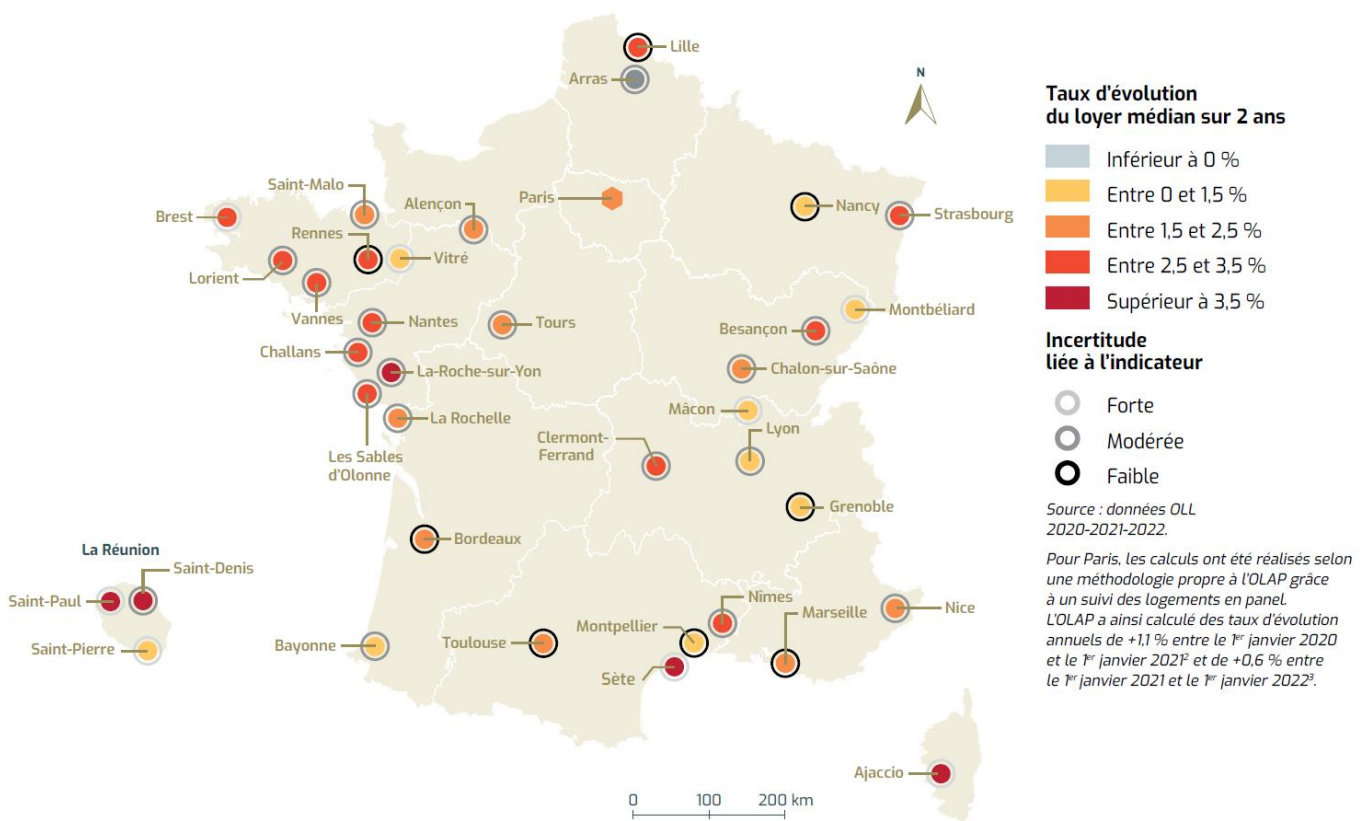 Lille
Arras
N
Saint-Malo
Alençon
Paris
Nancy
Brest
Strasbourg
Rennes
Vitré
Lorient
Vannes
Nantes
Tours
Montbéliard
Besançon
Challans
La-Roche-sur-Yon
Chalon-sur-Saône
La Rochelle
Mâcon
Lyon
Clermont-
Ferrand
Les Sables
d'Olonne
Grenoble
Bordeaux
La Réunion
Saint-Denis
Saint-Paul
Saint-Pierre
Nîmes
Marseille
Nice
Bayonne
Toulouse
Montpellier
Sète
Ajaccio
0 100 200 km
Taux d'évolution
du loyer médian sur 2 ans
Inférieur à 0 %
Entre 0 et 1,5 %
Entre 1,5 et 2,5 %
Entre 2,5 et 3,5 %
Supérieur à 3,5 %
Incertitude
liée à l'indicateur
Forte
Modérée
Faible
Source : données OLL
2020-2021-2022.
Pour Paris, les calculs ont été réalisés selon
une méthodologie propre à l'OLAP grâce
à un suivi des logements en panel.
L'OLAP a ainsi calculé des taux d'évolution
annuels de +1,1 % entre le 1er janvier 2020
et le 1er janvier 2021² et de +0,6 % entre
le 1er janvier 2021 et le 1er janvier 2022³.